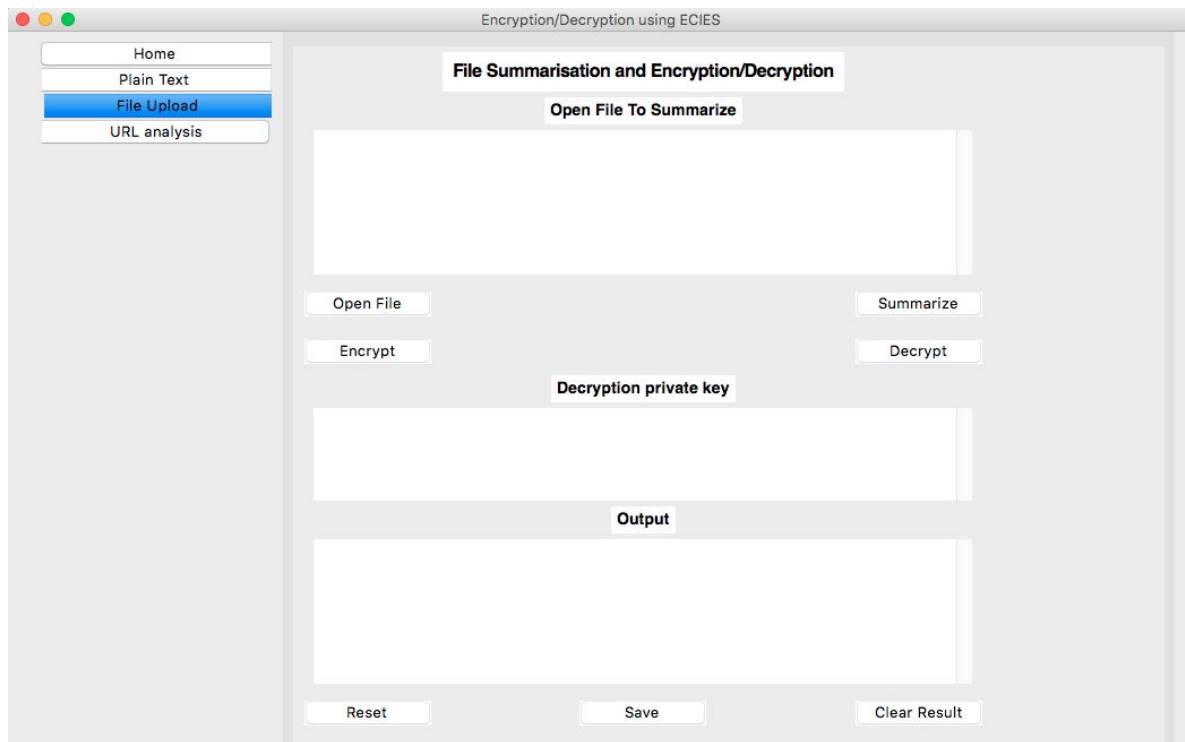 Encryption/Decryption using ECIES
Home
Plain Text
File Upload
URL analysis
File Summarisation and Encryption/Decryption
Open File To Summarize
Open File
Summarize
Encrypt
Decrypt
Decryption private key
Output
Reset
Save
Clear Result